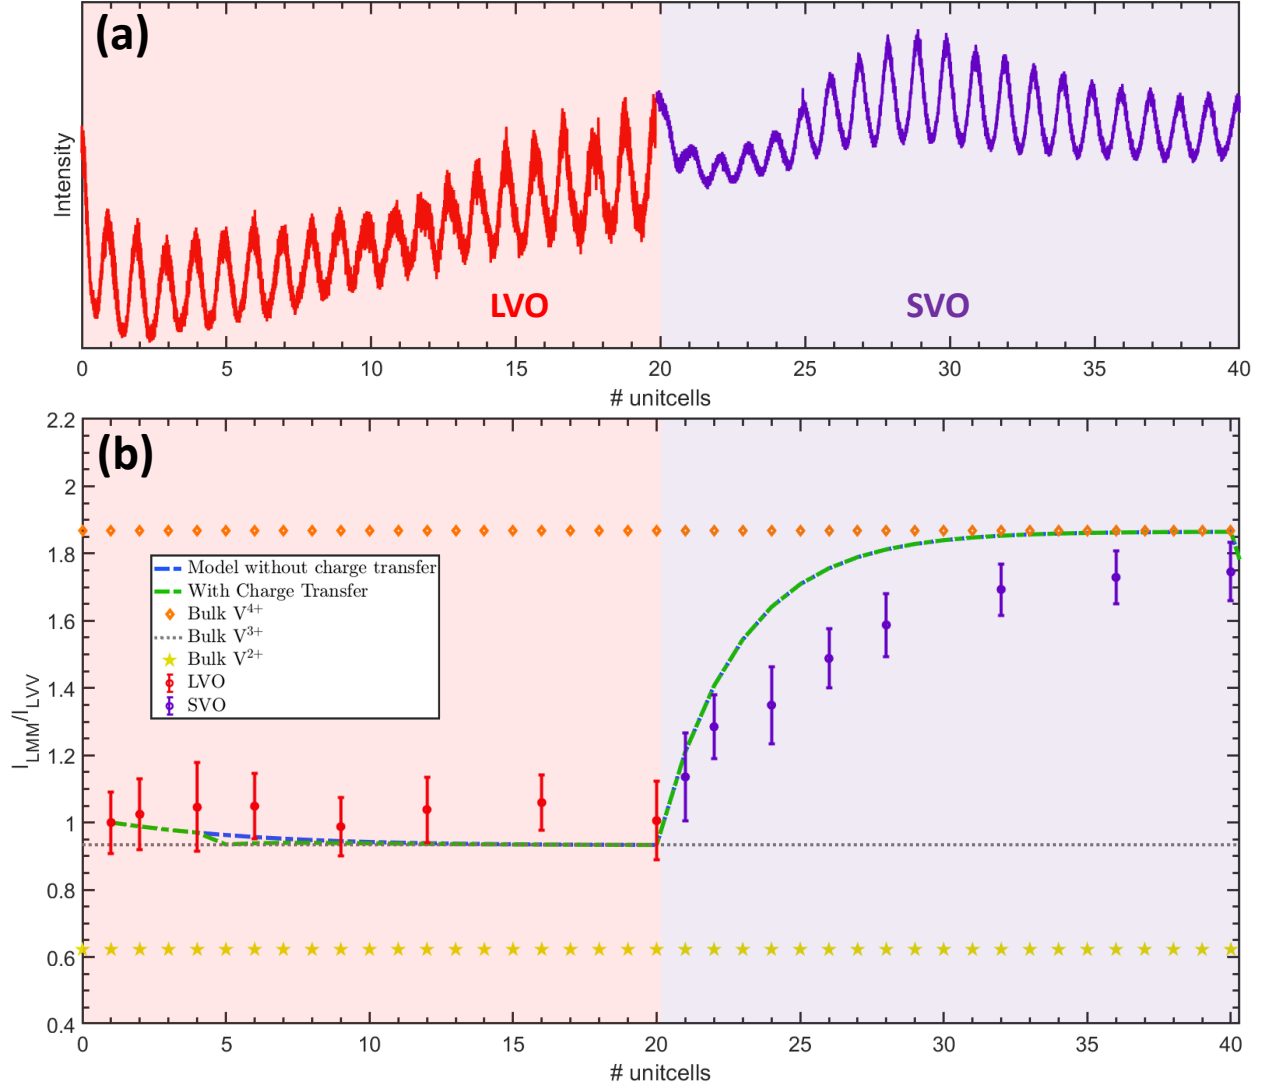 (a)
Intensity
LVO
SVO
0 5 10 15 20 25 30 35 40
# unitcells
(b)
I_LMM/I_LVV
2.2
2
1.8
1.6
1.4
1.2
1
0.8
0.6
0.4
Model without charge transfer
With Charge Transfer
Bulk V⁴⁺
Bulk V³⁺
Bulk V²⁺
LVO
SVO
0 5 10 15 20 25 30 35 40
# unitcells